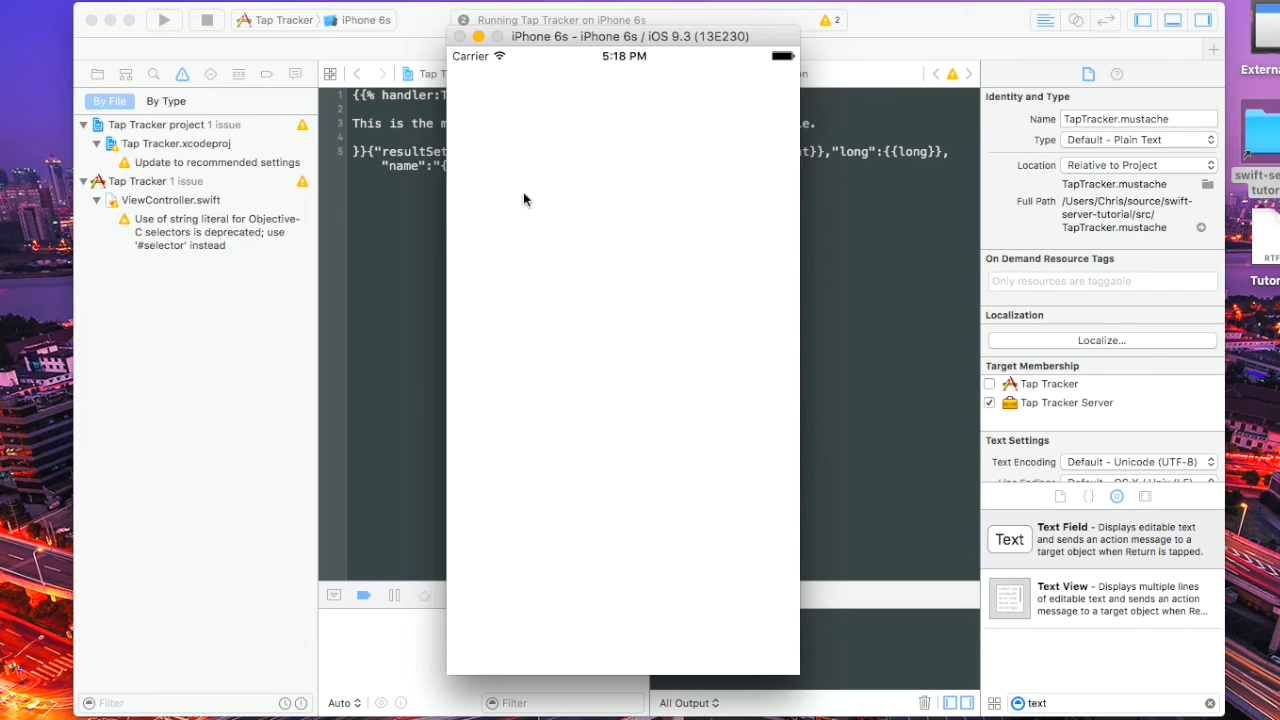 Tap Tracker
iPhone 6s
2 Running Tap Tracker on iPhone 6s
2
iPhone 6s - iPhone 6s / iOS 9.3 (13E230)
Carrier
5:18 PM
By File
By Type
Tap Tracker project 1 issue
Tap Tracker.xcodeproj
Update to recommended settings
Tap Tracker 1 issue
ViewController.swift
Use of string literal for Objective-
C selectors is deprecated; use
'#selector' instead
Filter
Tap T
on
1 {{% handler:T
2
3 This is the m
e.
4
5 }}{"resultSet
t}},"long":{{long}},
"name":"{
Auto
Filter
All Output
Identity and Type
Name TapTracker.mustache
Type Default - Plain Text
Location Relative to Project
TapTracker.mustache
Full Path /Users/Chris/source/swift-
server-tutorial/src/
TapTracker.mustache
On Demand Resource Tags
Only resources are taggable
Localization
Localize...
Target Membership
Tap Tracker
Tap Tracker Server
Text Settings
Text Encoding Default - Unicode (UTF-8)
Text
Text Field - Displays editable text
and sends an action message to a
target object when Return is tapped.
Text View - Displays multiple lines
of editable text and sends an action
message to a target object when Re...
text
Extern
swift-se
tutor
RTF
Tutor